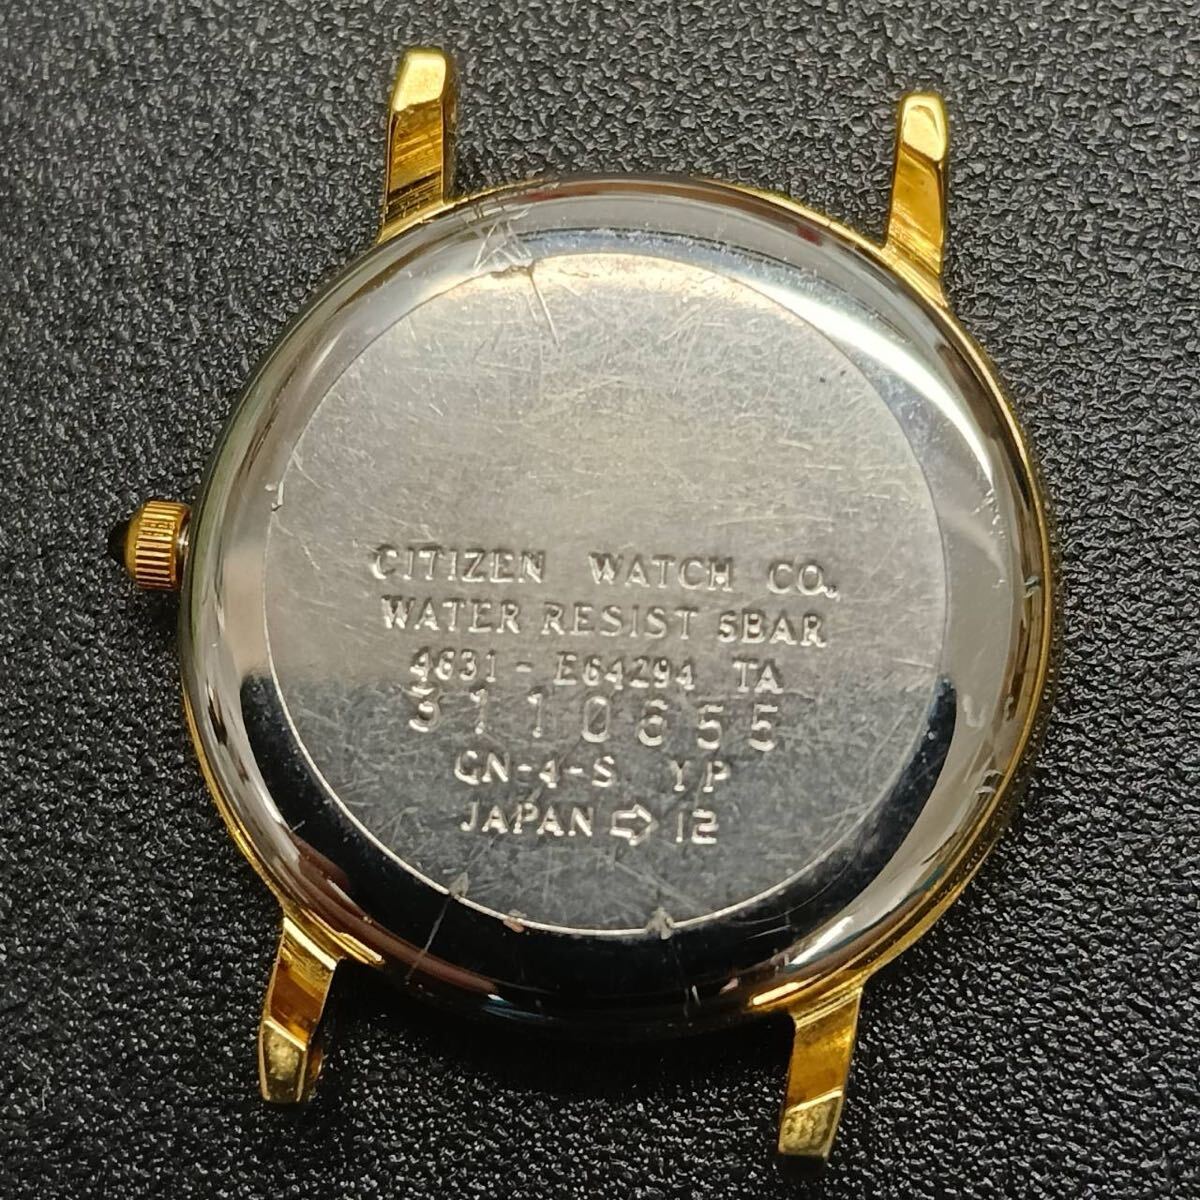 CITIZEN WATCH CO.
WATER RESIST 5BAR
4631-E64294 TA
3110655
GN-4-S YP
JAPAN ⇨ 12